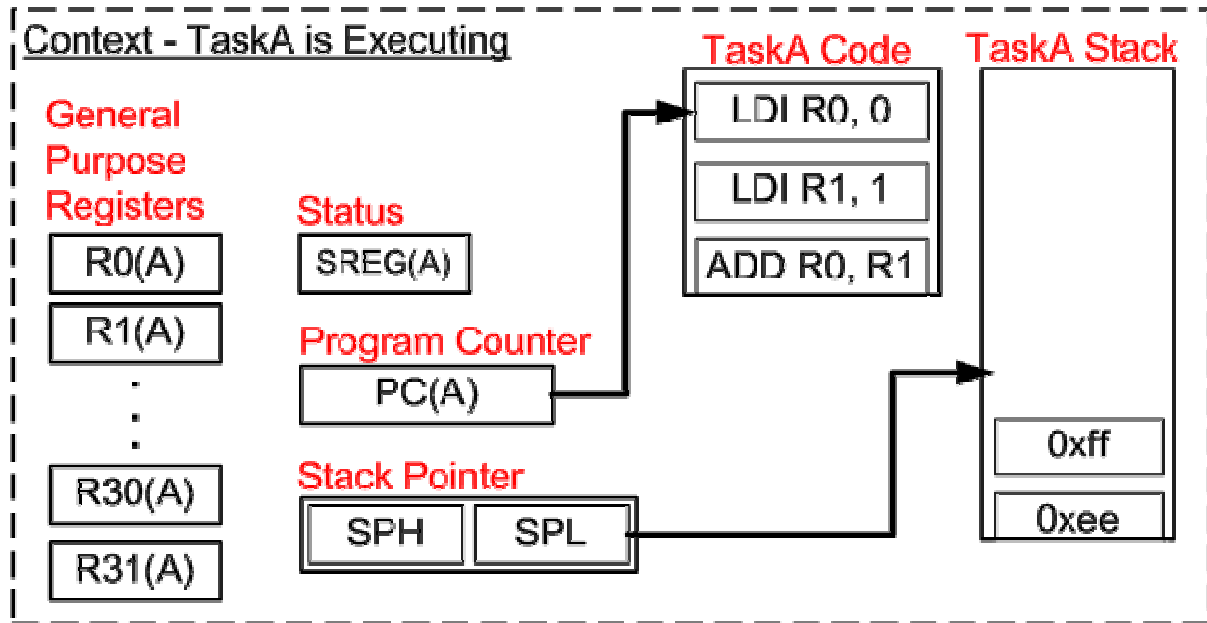 Context - TaskA is Executing
General
Purpose
Registers
R0(A)
R1(A)
R30(A)
R31(A)
Status
SREG(A)
Program Counter
PC(A)
Stack Pointer
SPH
SPL
TaskA Code
LDI R0, 0
LDI R1, 1
ADD R0, R1
TaskA Stack
0xff
0xee